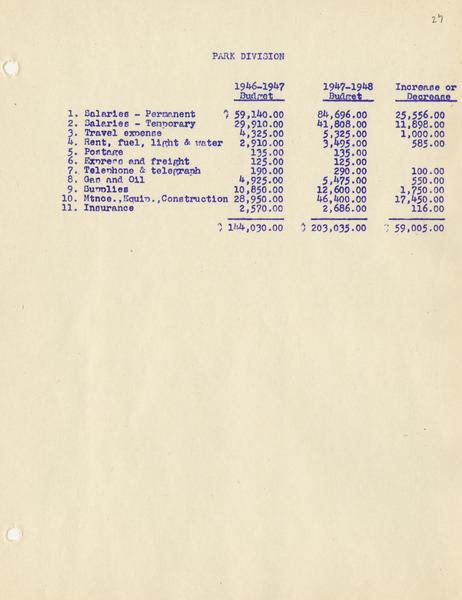 27
PARK DIVISION
1946-1947 1947-1948 Increase or
Budget Budget Decrease
1. Salaries - Permanent $ 59,140.00 84,696.00 25,556.00
2. Salaries - Temporary 29,910.00 41,808.00 11,898.00
3. Travel expense 4,325.00 5,325.00 1,000.00
4. Rent, fuel, light & water 2,910.00 3,495.00 585.00
5. Postage 135.00 135.00
6. Express and freight 125.00 125.00
7. Telephone & telegraph 190.00 290.00 100.00
8. Gas and Oil 4,925.00 5,475.00 550.00
9. Supplies 10,850.00 12,600.00 1,750.00
10. Mtnce.,Equip.,Construction 28,950.00 46,400.00 17,450.00
11. Insurance 2,570.00 2,686.00 116.00
$ 144,030.00 $ 203,035.00 $ 59,005.00